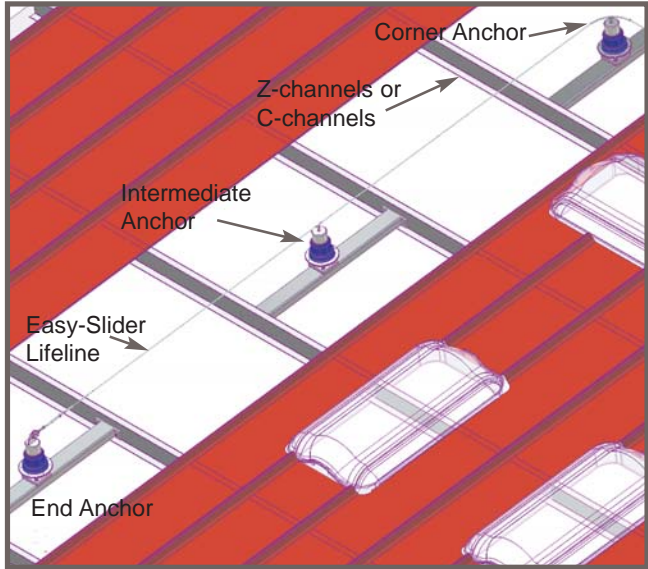 Corner Anchor
Z-channels or
C-channels
Intermediate
Anchor
Easy-Slider
Lifeline
End Anchor